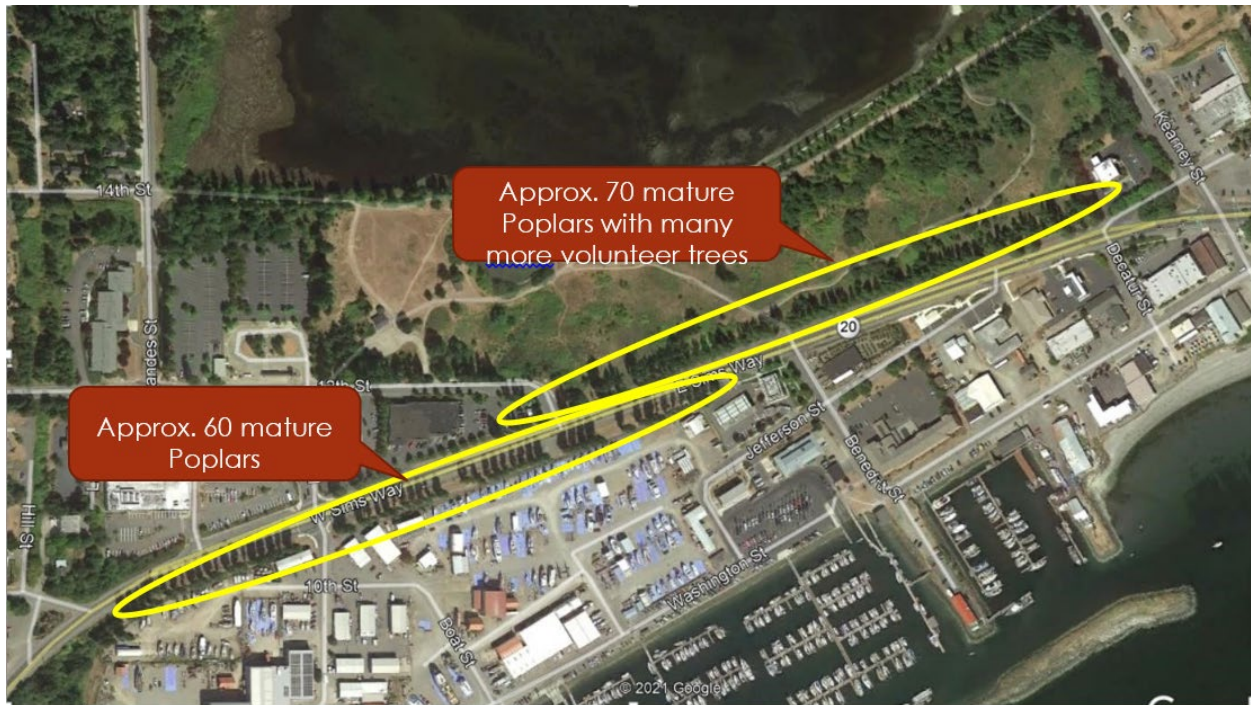 Kearney St
14th St
Approx. 70 mature
Poplars with many
more volunteer trees
Decatur St
20
E Sims Way
12th St
Approx. 60 mature
Poplars
Jefferson St
Benedict St
W Sims Way
Hill St
10th St
Washington St
Boat St
© 2021 Google